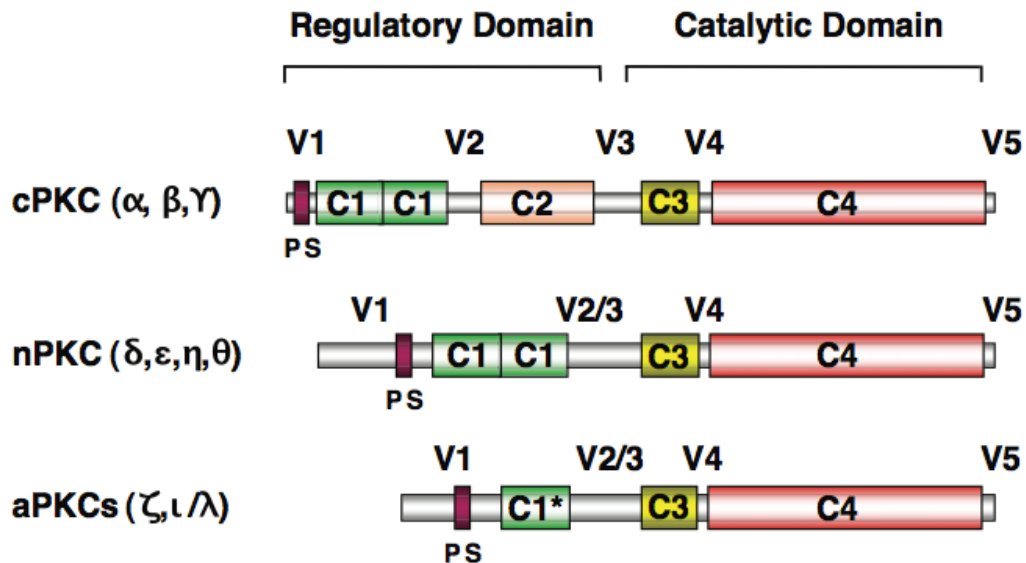 Regulatory Domain Catalytic Domain
V1 V2 V3 V4 V5
cPKC (α, β,ϒ) C1 C1 C2 C3 C4
PS
V1 V2/3 V4 V5
nPKC (δ,ε,η,θ) C1 C1 C3 C4
PS
V1 V2/3 V4 V5
aPKCs (ζ,ι/λ) C1* C3 C4
PS